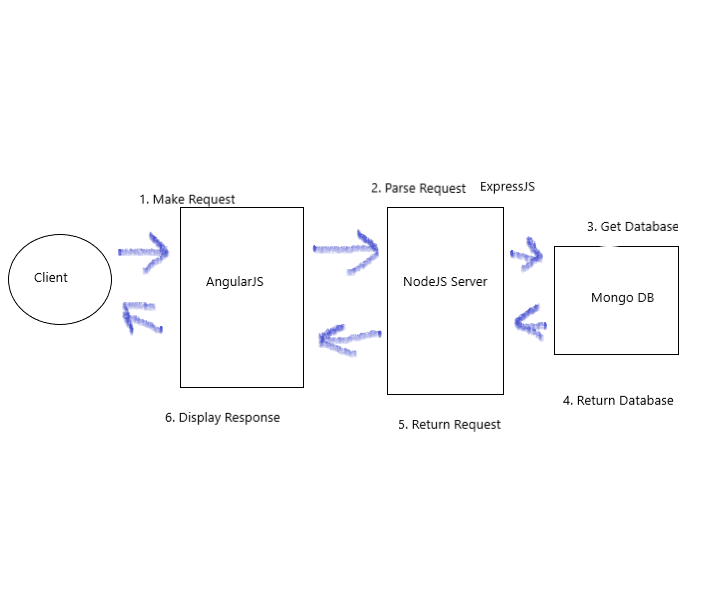 1. Make Request
2. Parse Request
ExpressJS
3. Get Database
Client
AngularJS
NodeJS Server
Mongo DB
4. Return Database
5. Return Request
6. Display Response